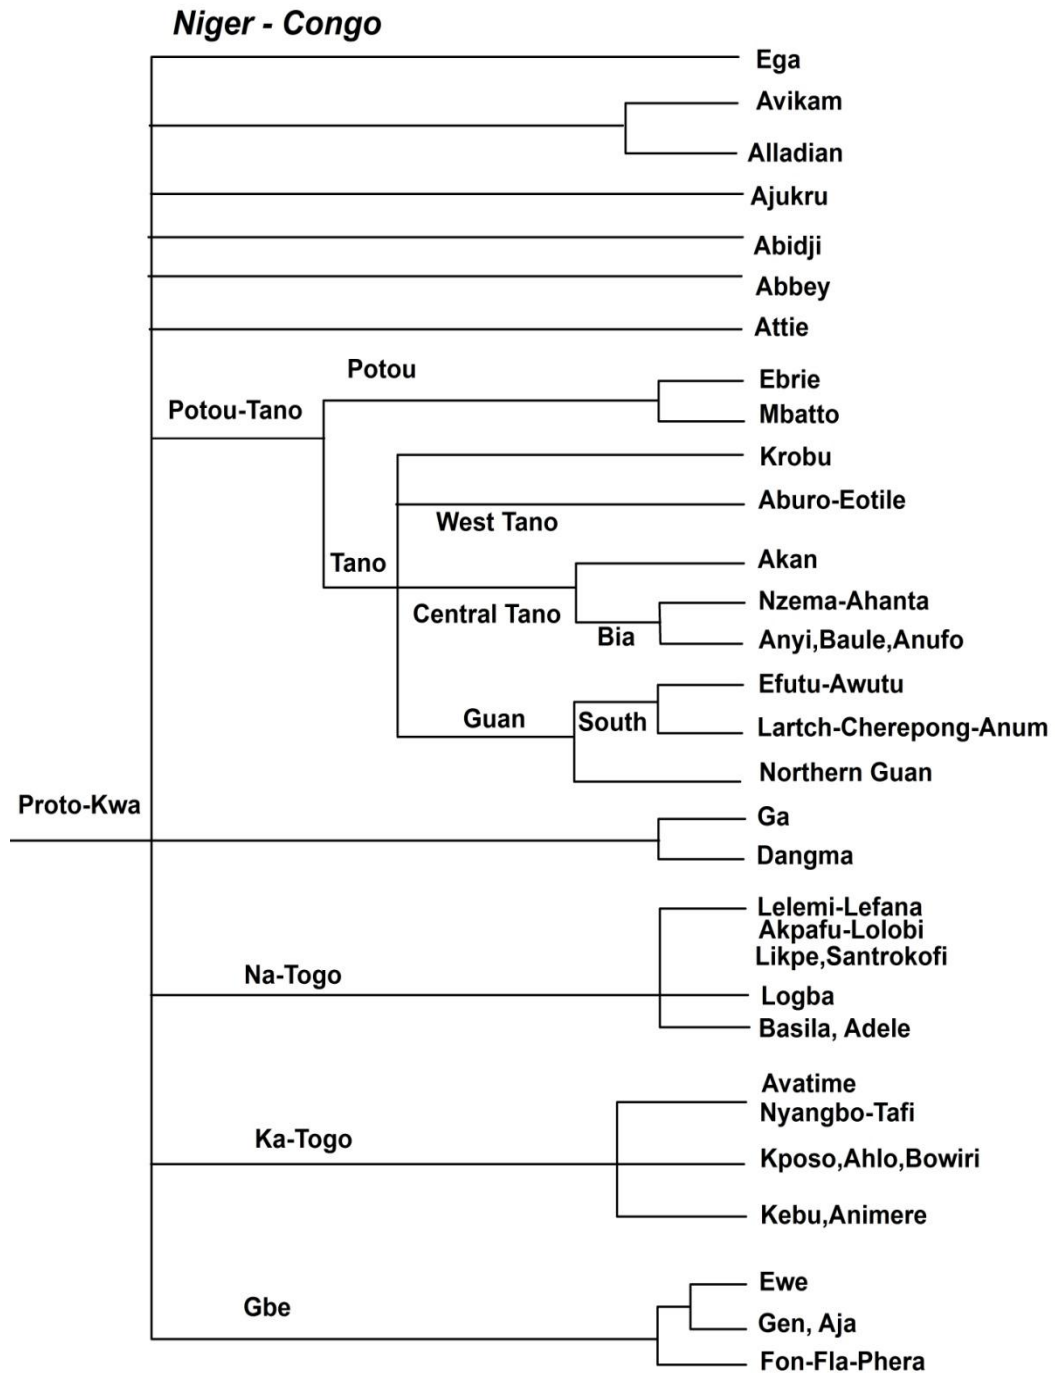 Niger - Congo
Ega
Avikam
Alladian
Ajukru
Abidji
Abbey
Attie
Potou
Ebrie
Potou-Tano
Mbatto
Krobu
Aburo-Eotile
West Tano
Tano
Akan
Central Tano
Nzema-Ahanta
Bia
Anyi,Baule,Anufo
Efutu-Awutu
Guan
South
Lartch-Cherepong-Anum
Northern Guan
Proto-Kwa
Ga
Dangma
Lelemi-Lefana
Akpafu-Lolobi
Likpe,Santrokofi
Na-Togo
Logba
Basila, Adele
Avatime
Nyangbo-Tafi
Ka-Togo
Kposo,Ahlo,Bowiri
Kebu,Animere
Ewe
Gbe
Gen, Aja
Fon-Fla-Phera